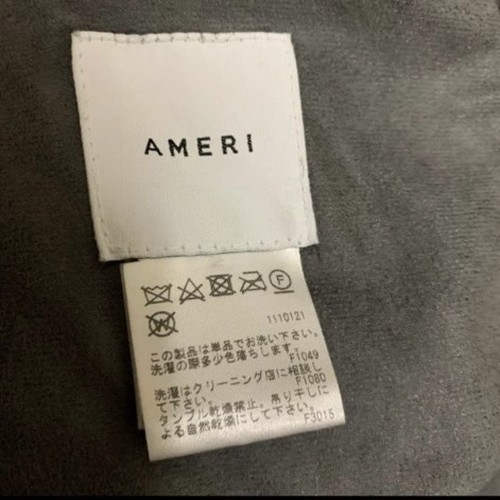 AMERI
F
W
1110121
この製品は単品でお洗い下さい。
洗濯の際多少色落ちします。
F1049
洗濯はクリーニング店に相談し
て下さい。
F1080
タンブル乾燥禁止。吊り干しに
よる自然乾燥にして下さい。
F3015